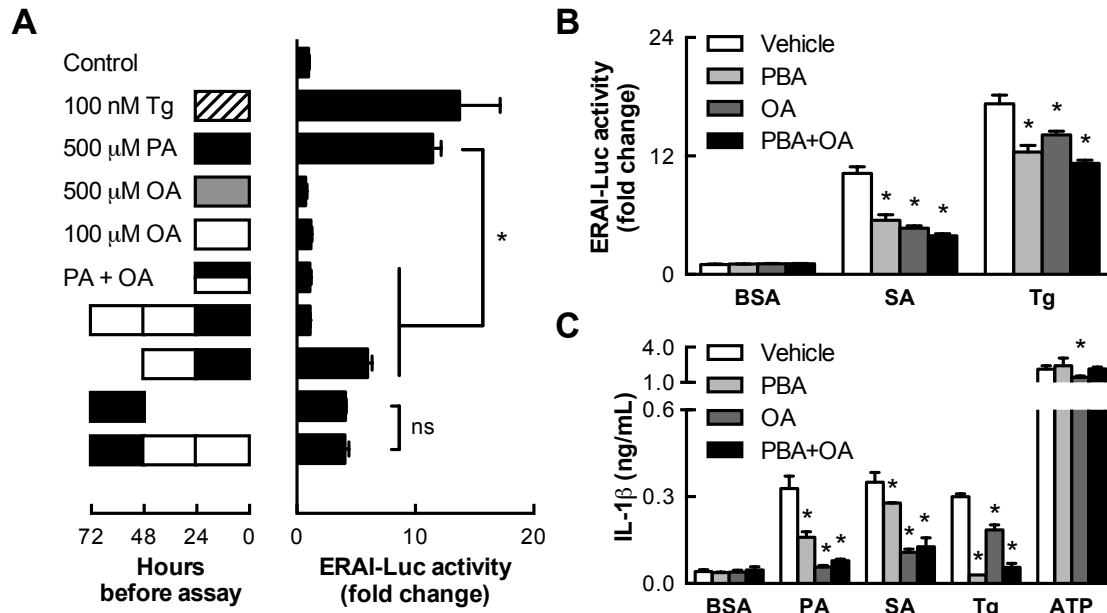 A
Control
100 nM Tg
500 μM PA
500 μM OA
100 μM OA
PA + OA
*
ns
72 48 24 0
Hours
before assay
0 10 20
ERAI-Luc activity
(fold change)
B
ERAI-Luc activity
(fold change)
24
12
0
Vehicle
PBA
OA
PBA+OA
* * *
* * *
BSA SA Tg
C
IL-1β (ng/mL)
4.0
1.0
0.6
0.3
0.0
Vehicle
PBA
OA
PBA+OA
* * *
* * *
* * *
*
BSA PA SA Tg ATP